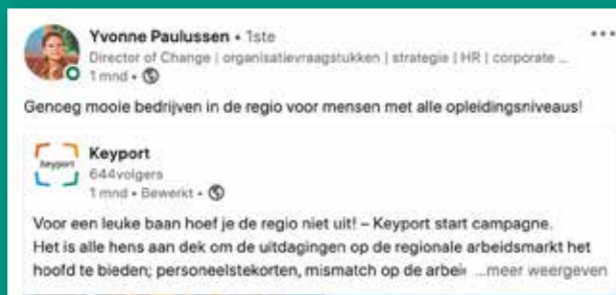 Yvonne Paulussen • 1ste
Director of Change | organisatievraagstukken | strategie | HR | corporate ...
1 mnd •
Genoeg mooie bedrijven in de regio voor mensen met alle opleidingsniveaus!
keyport
Keyport
644volgers
1 mnd • Bewerkt •
Voor een leuke baan hoef je de regio niet uit! – Keyport start campagne.
Het is alle hens aan dek om de uitdagingen op de regionale arbeidsmarkt het
hoofd te bieden; personeelstekorten, mismatch op de arbei ...meer weergeven